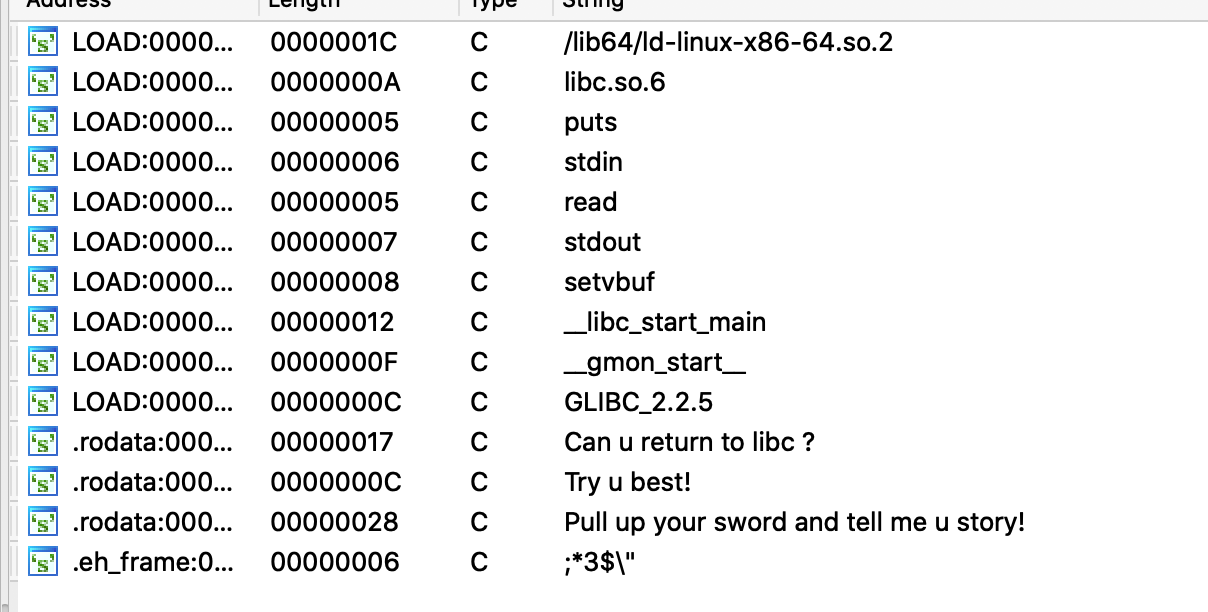 Address Length Type String
LOAD:0000... 0000001C C /lib64/ld-linux-x86-64.so.2
LOAD:0000... 0000000A C libc.so.6
LOAD:0000... 00000005 C puts
LOAD:0000... 00000006 C stdin
LOAD:0000... 00000005 C read
LOAD:0000... 00000007 C stdout
LOAD:0000... 00000008 C setvbuf
LOAD:0000... 00000012 C __libc_start_main
LOAD:0000... 0000000F C __gmon_start__
LOAD:0000... 0000000C C GLIBC_2.2.5
.rodata:000... 00000017 C Can u return to libc ?
.rodata:000... 0000000C C Try u best!
.rodata:000... 00000028 C Pull up your sword and tell me u story!
.eh_frame:0... 00000006 C ;*3$\"